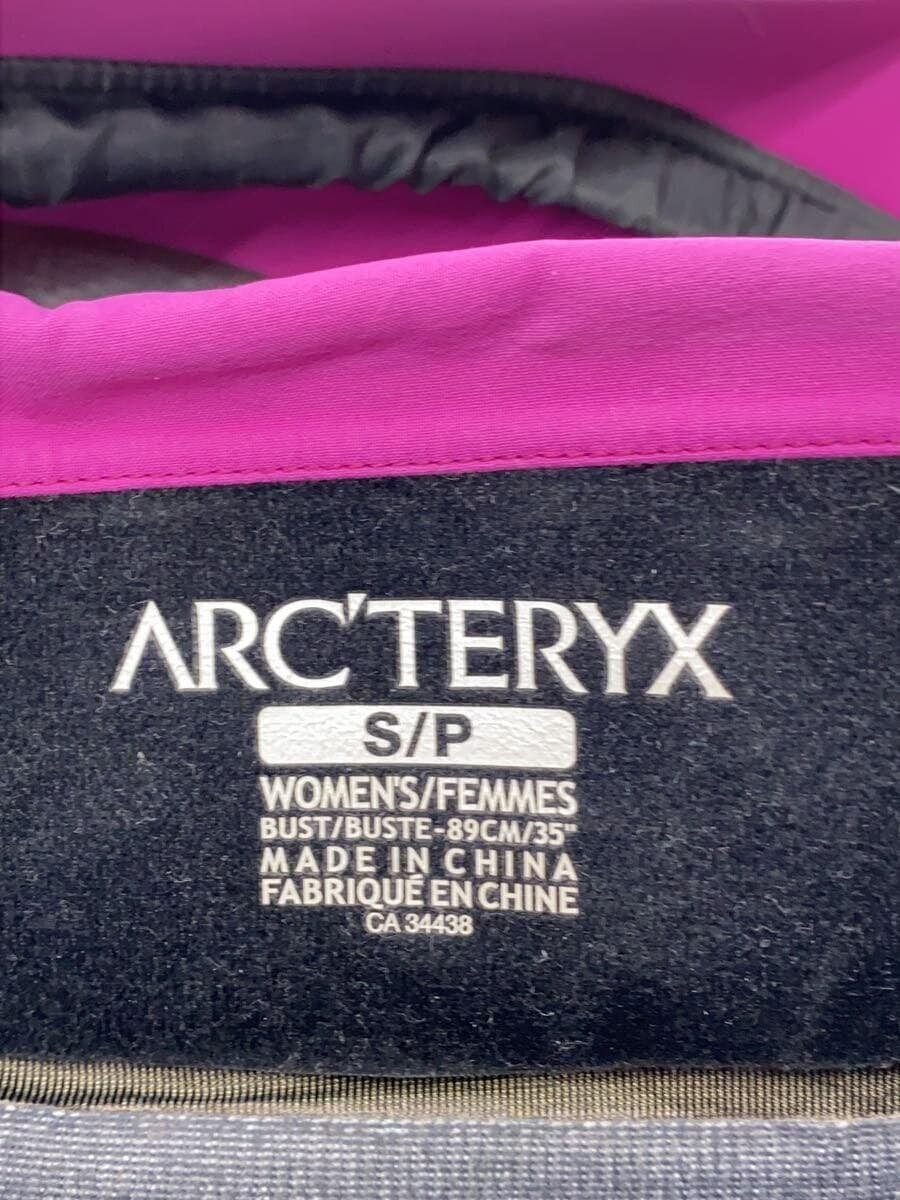 ARC'TERYX
S/P
WOMEN'S/FEMMES
BUST/BUSTE-89CM/35"
MADE IN CHINA
FABRIQUÉ EN CHINE
CA 34438